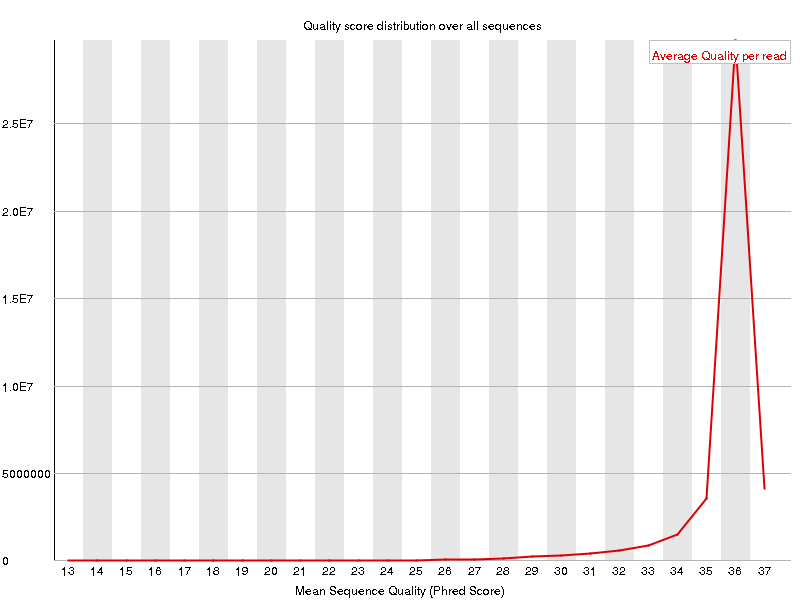 Quality score distribution over all sequences
Average Quality per read
2.5E7
2.0E7
1.5E7
1.0E7
5000000
0
13 14 15 16 17 18 19 20 21 22 23 24 25 26 27 28 29 30 31 32 33 34 35 36 37
Mean Sequence Quality (Phred Score)